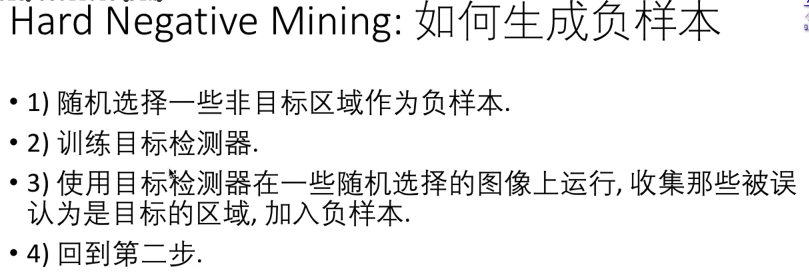 Hard Negative Mining: 如何生成负样本
• 1) 随机选择一些非目标区域作为负样本.
• 2) 训练目标检测器.
• 3) 使用目标检测器在一些随机选择的图像上运行, 收集那些被误
认为是目标的区域, 加入负样本.
• 4) 回到第二步.